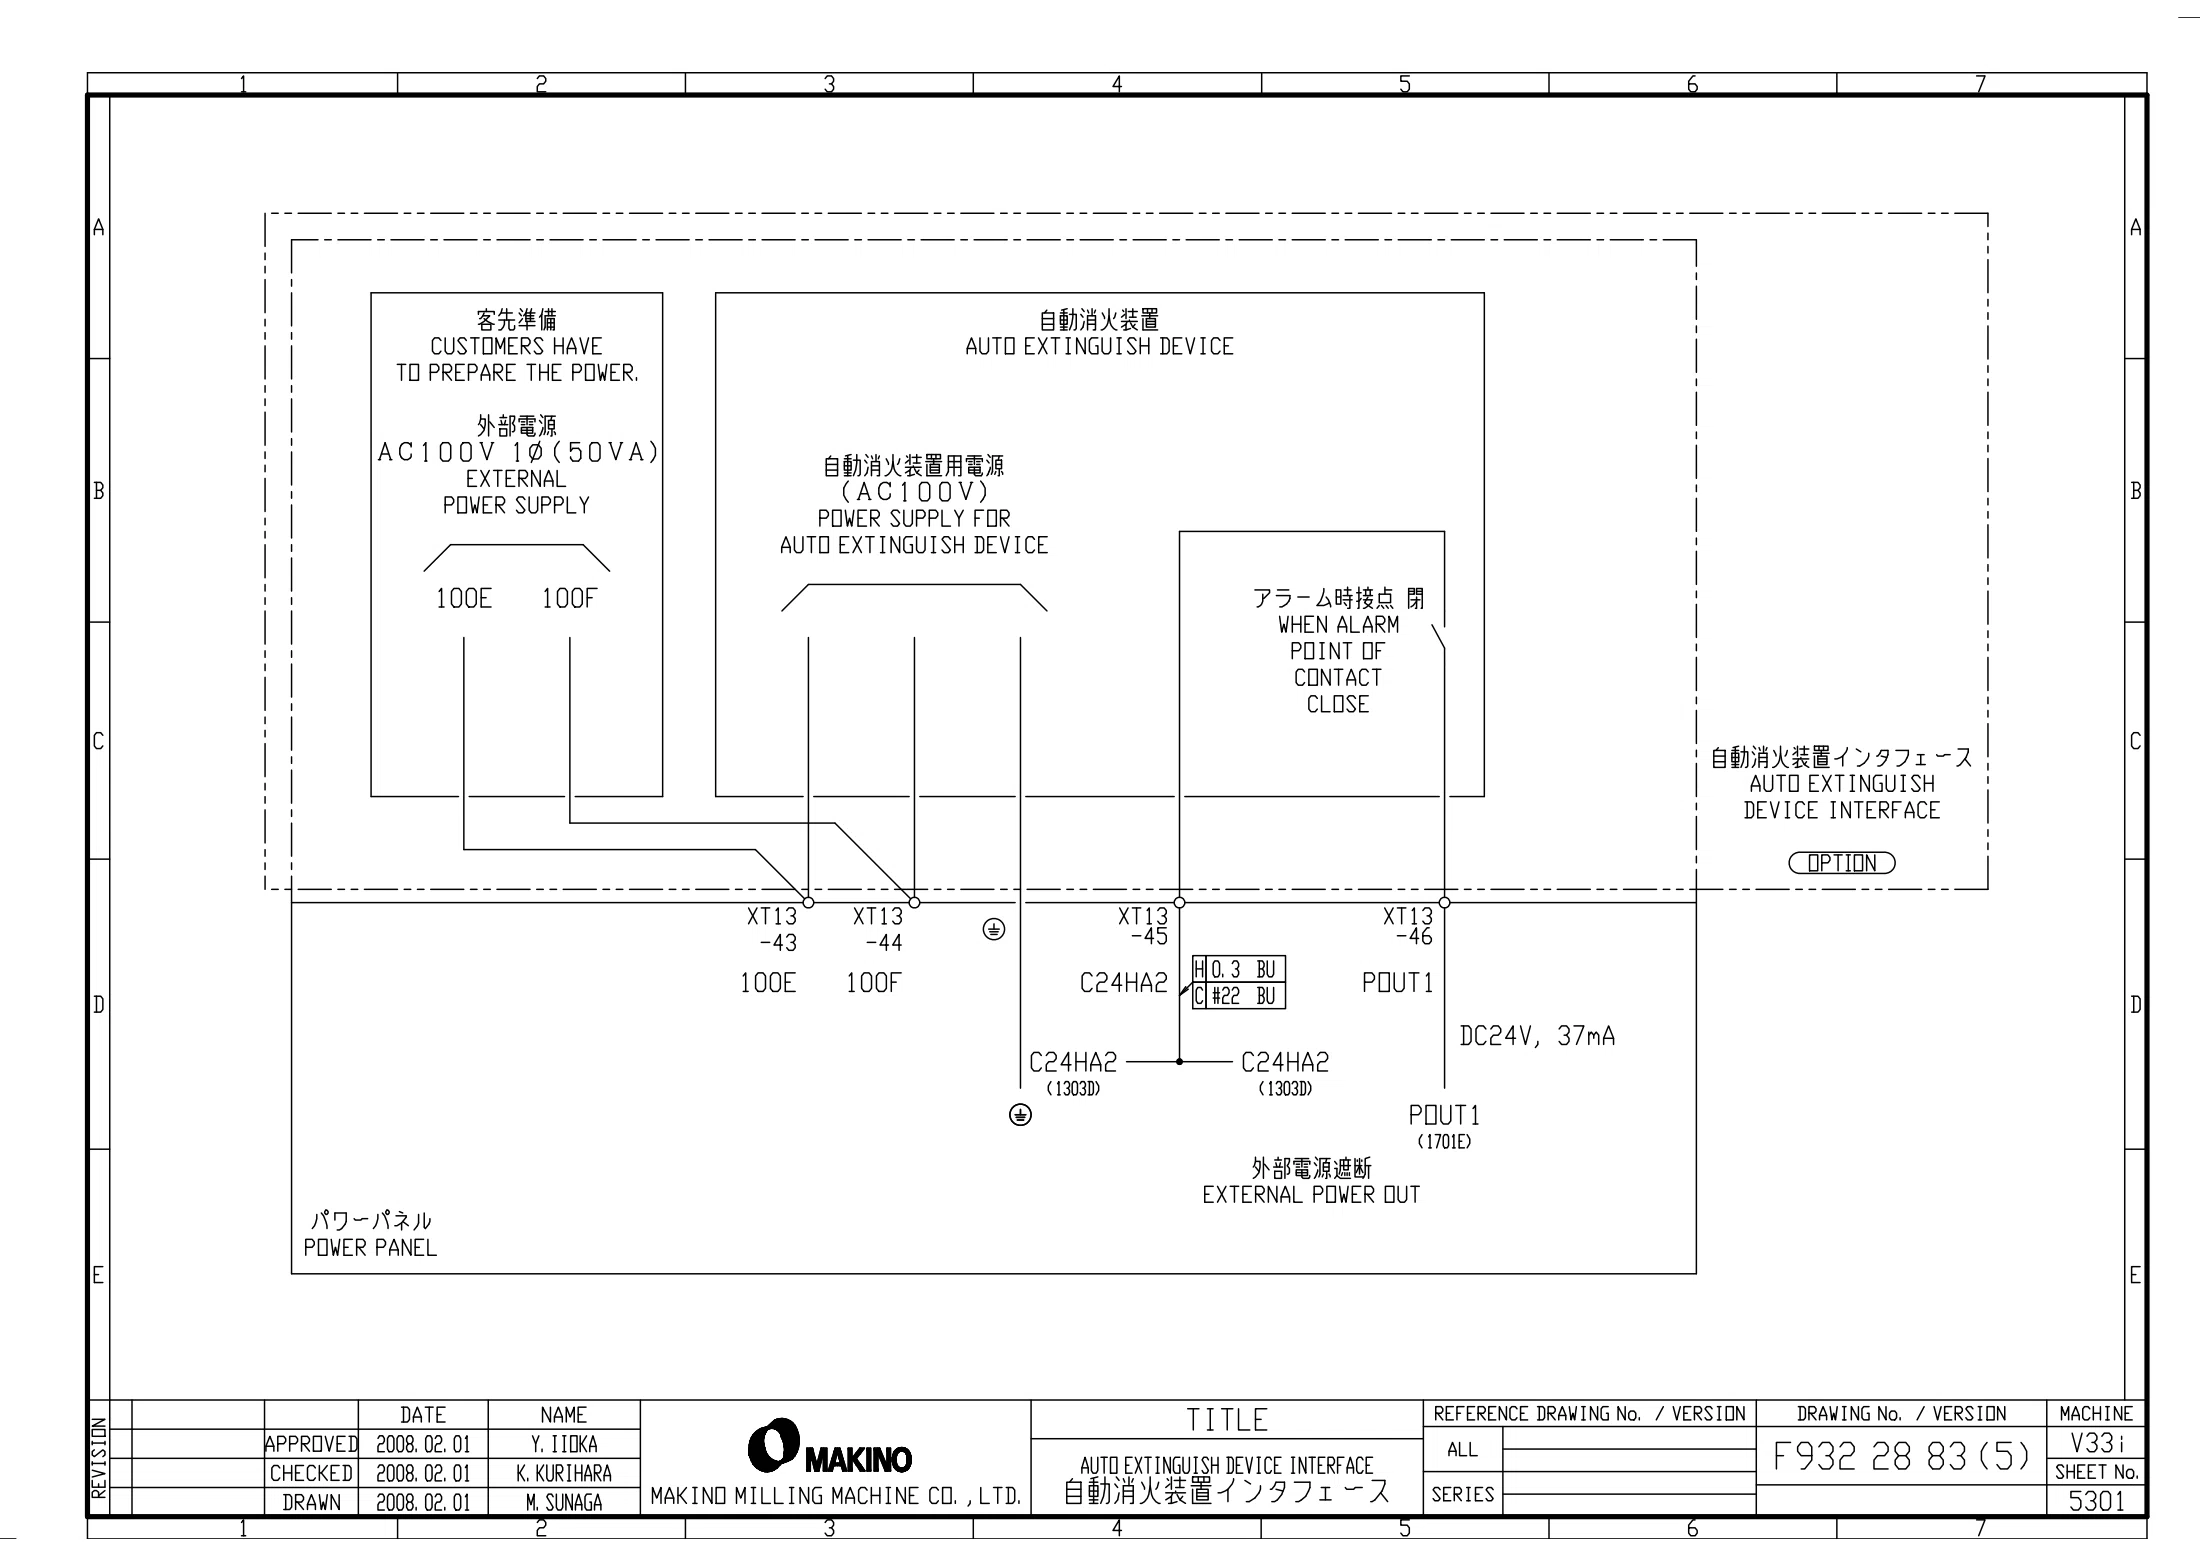 1 2 3 4 5 6 7
A A
B B
C C
D D
E E
客先準備
CUSTOMERS HAVE
TO PREPARE THE POWER.
外部電源
AC100V 1Ø(50VA)
EXTERNAL
POWER SUPPLY
100E 100F
自動消火装置
AUTO EXTINGUISH DEVICE
自動消火装置用電源
(AC100V)
POWER SUPPLY FOR
AUTO EXTINGUISH DEVICE
アラーム時接点 閉
WHEN ALARM
POINT OF
CONTACT
CLOSE
自動消火装置インタフェース
AUTO EXTINGUISH
DEVICE INTERFACE
OPTION
XT13
-43
100E
XT13
-44
100F
XT13
-45
C24HA2
H 0.3 BU
C #22 BU
XT13
-46
POUT1
DC24V, 37mA
C24HA2
(1303D)
C24HA2
(1303D)
POUT1
(1701E)
外部電源遮断
EXTERNAL POWER OUT
パワーパネル
POWER PANEL
REVISION
DATE NAME
APPROVED 2008.02.01 Y. IIOKA
CHECKED 2008.02.01 K. KURIHARA
DRAWN 2008.02.01 M. SUNAGA
MAKINO
MAKINO MILLING MACHINE CO.,LTD.
TITLE
AUTO EXTINGUISH DEVICE INTERFACE
自動消火装置インタフェース
REFERENCE DRAWING No. / VERSION
ALL
SERIES
DRAWING No. / VERSION
F932 28 83(5)
MACHINE
V33i
SHEET No.
5301
1 2 3 4 5 6 7